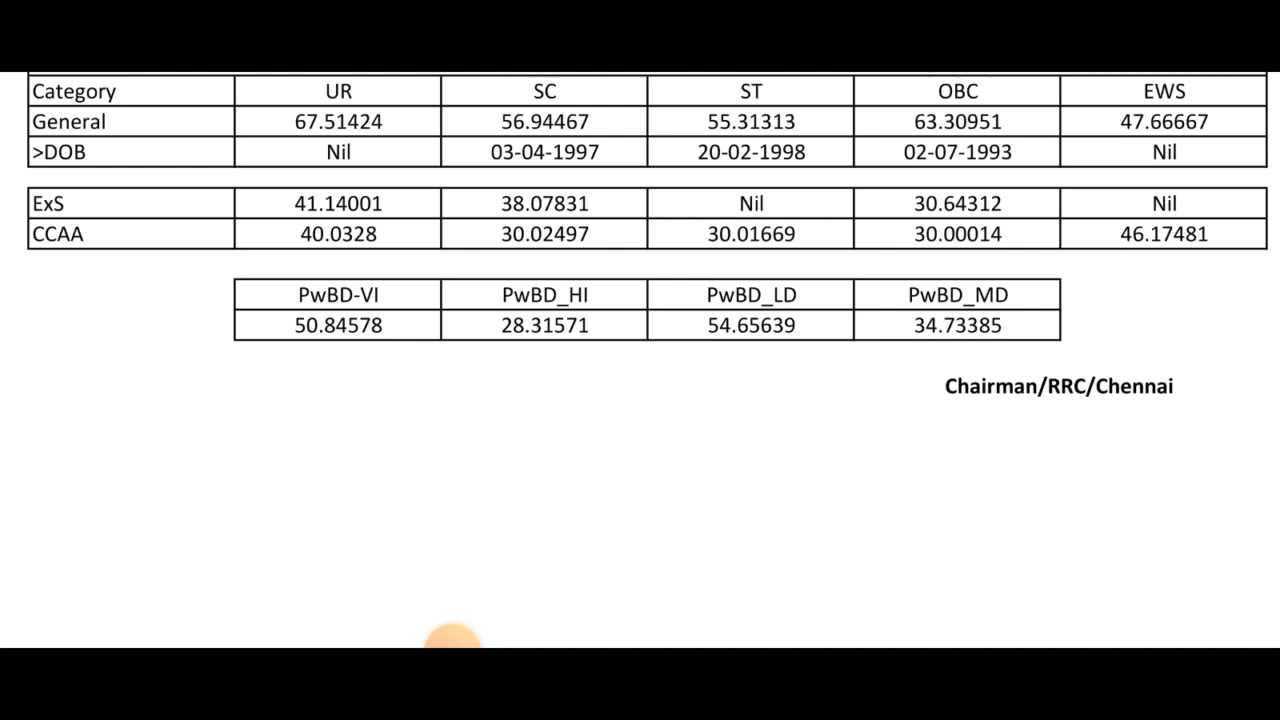 Category UR SC ST OBC EWS
General 67.51424 56.94467 55.31313 63.30951 47.66667
>DOB Nil 03-04-1997 20-02-1998 02-07-1993 Nil
ExS 41.14001 38.07831 Nil 30.64312 Nil
CCAA 40.0328 30.02497 30.01669 30.00014 46.17481
PwBD-VI PwBD_HI PwBD_LD PwBD_MD
50.84578 28.31571 54.65639 34.73385
Chairman/RRC/Chennai